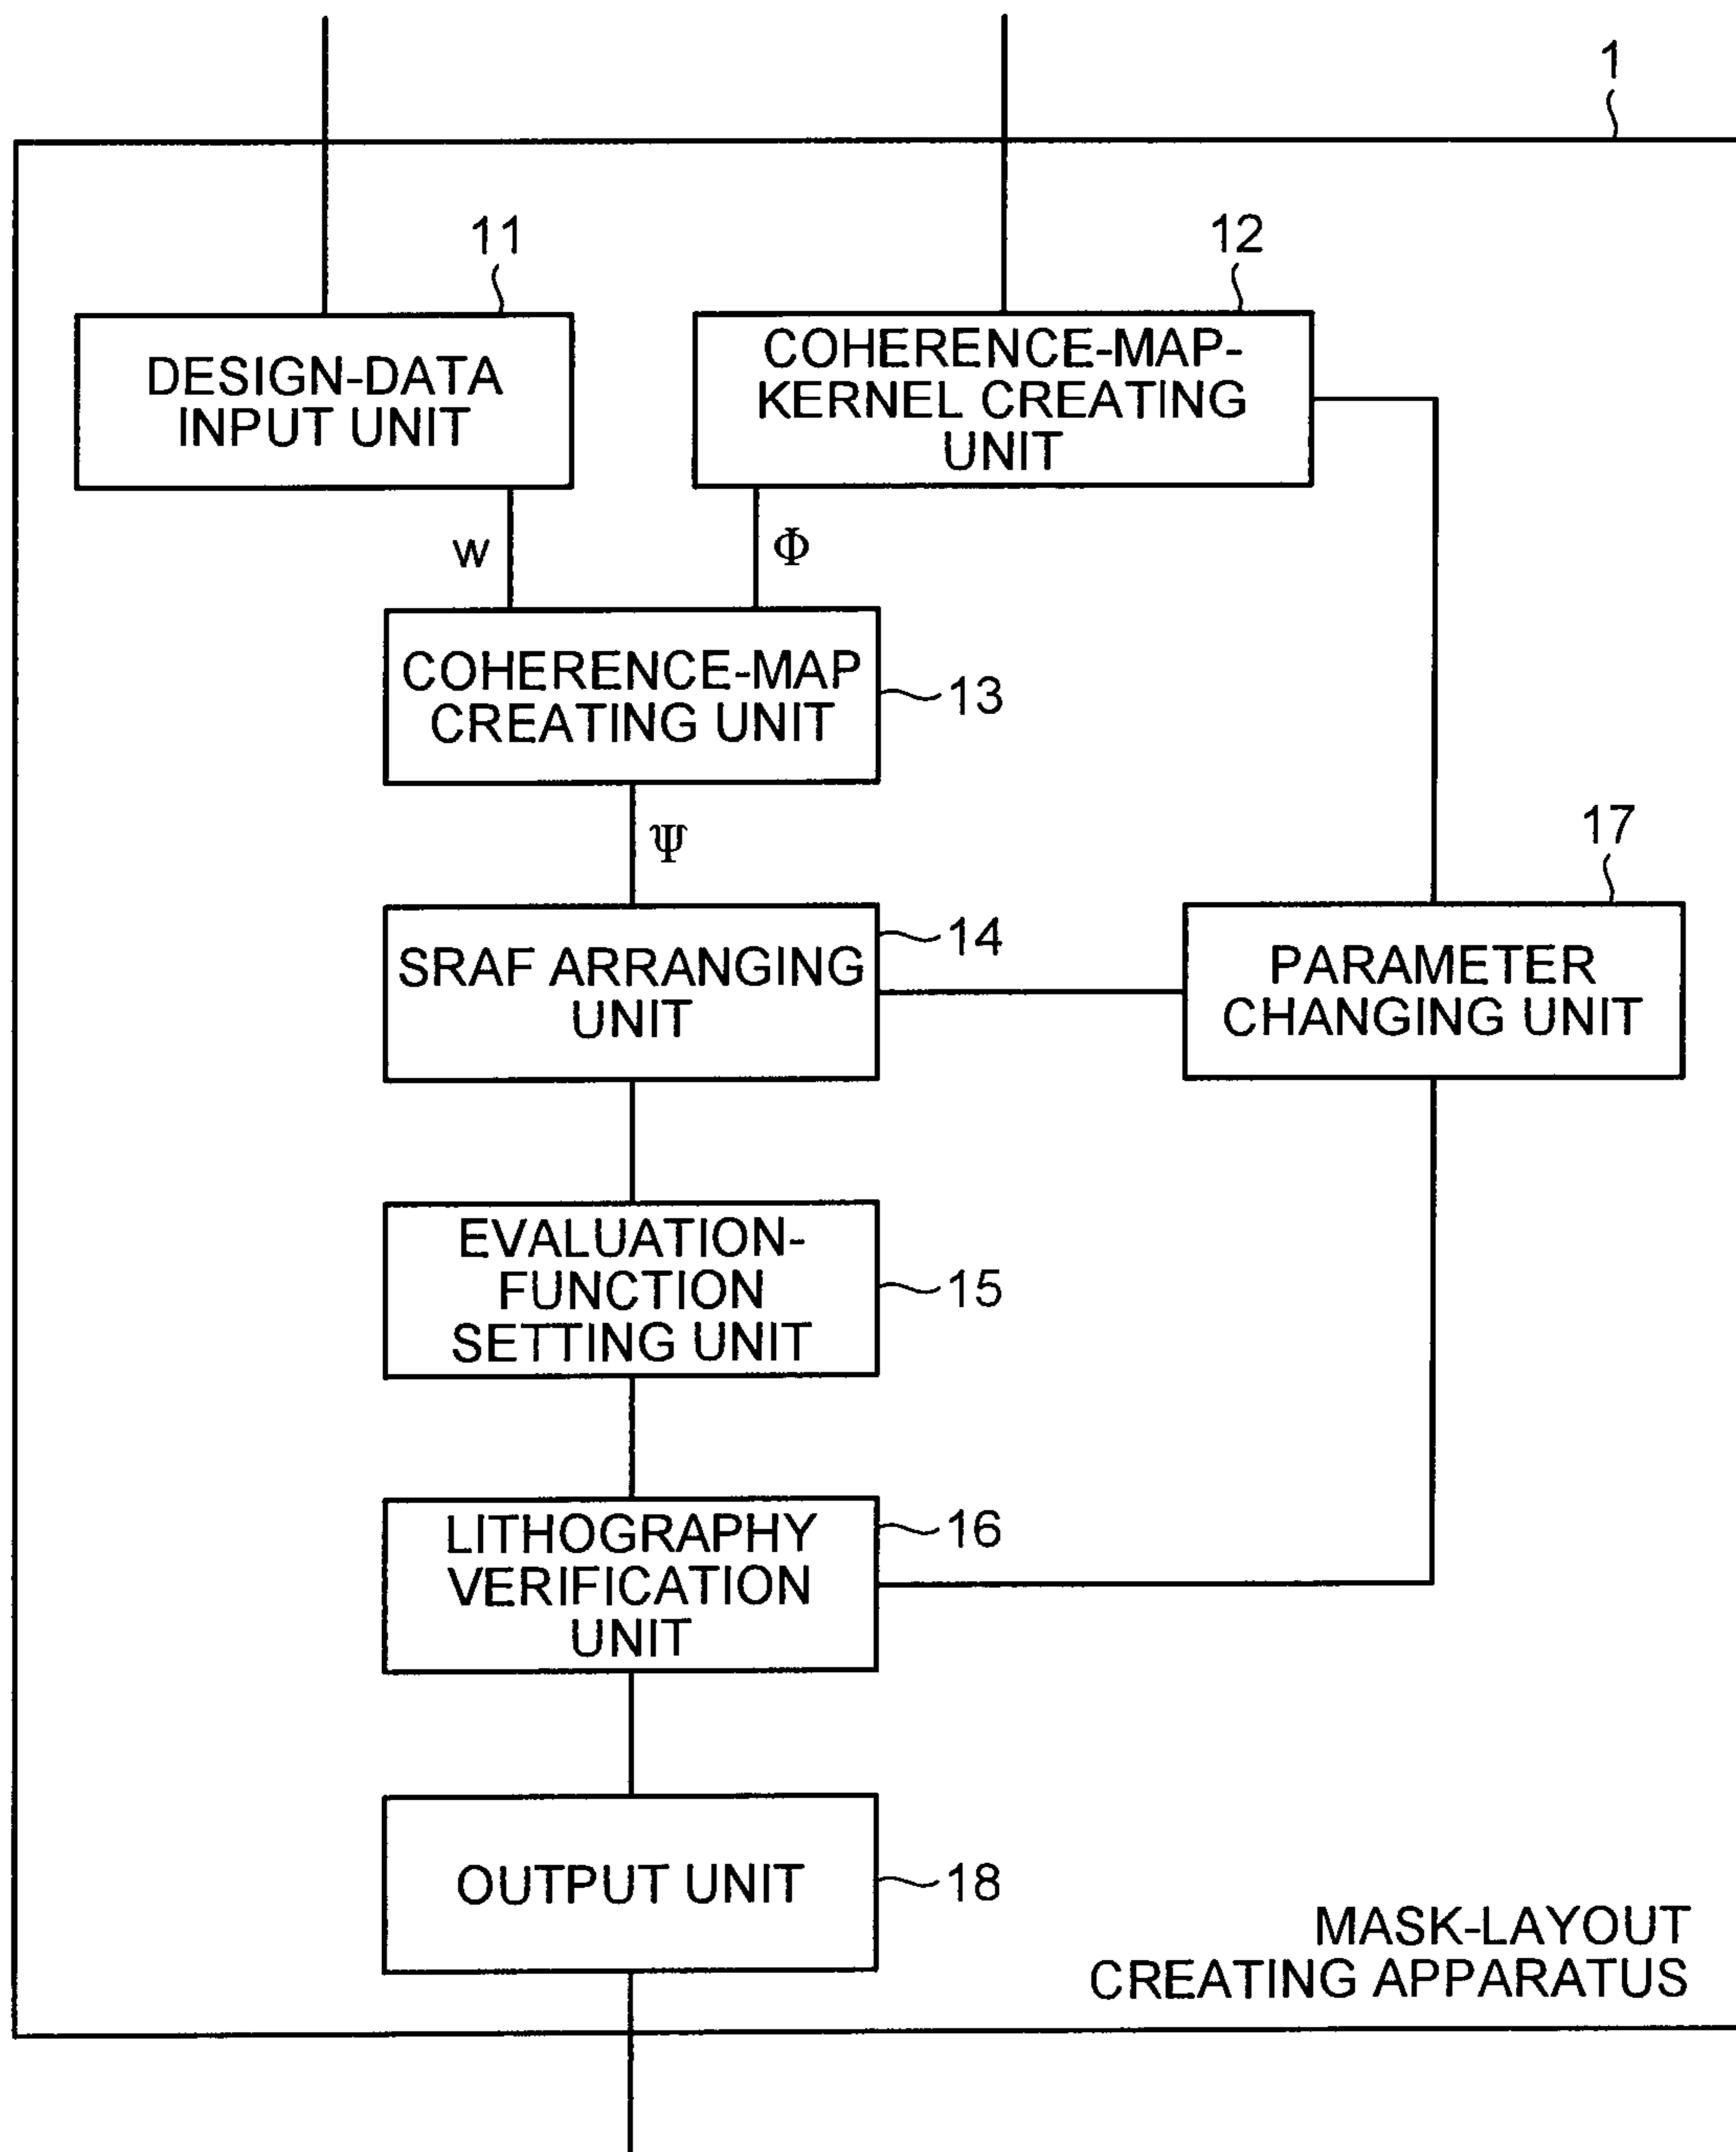 1
11
12
DESIGN-DATA
INPUT UNIT
COHERENCE-MAP-
KERNEL CREATING
UNIT
w
Φ
COHERENCE-MAP
CREATING UNIT
13
Ψ
17
SRAF ARRANGING
UNIT
14
PARAMETER
CHANGING UNIT
EVALUATION-
FUNCTION
SETTING UNIT
15
LITHOGRAPHY
VERIFICATION
UNIT
16
OUTPUT UNIT
18
MASK-LAYOUT
CREATING APPARATUS